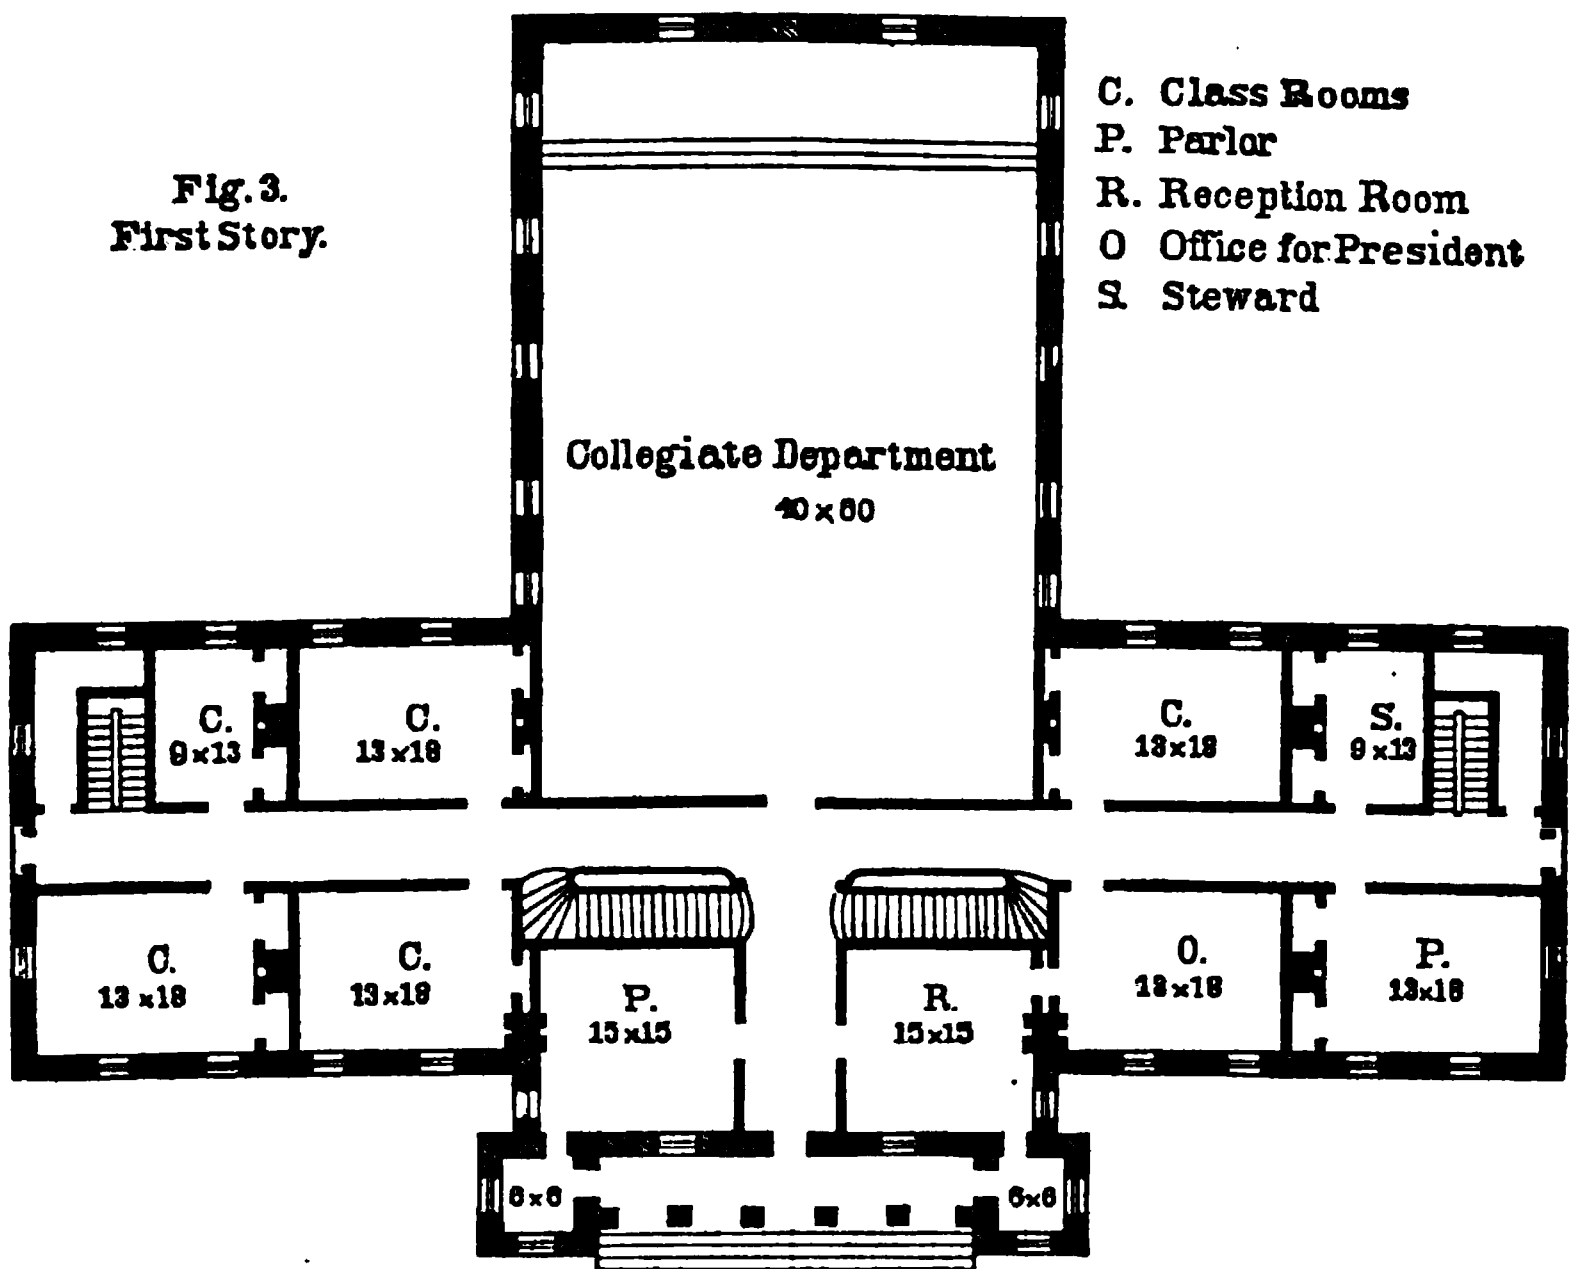 Fig. 3.
First Story.
C. Class Rooms
P. Parlor
R. Reception Room
O Office for President
S. Steward
Collegiate Department
40 x 60
C.
9 x 13
C.
13 x 18
C.
13 x 18
S.
9 x 13
C.
13 x 18
C.
13 x 18
P.
15 x 15
R.
15 x 15
O.
13 x 18
P.
13 x 18
6 x 6
6 x 6